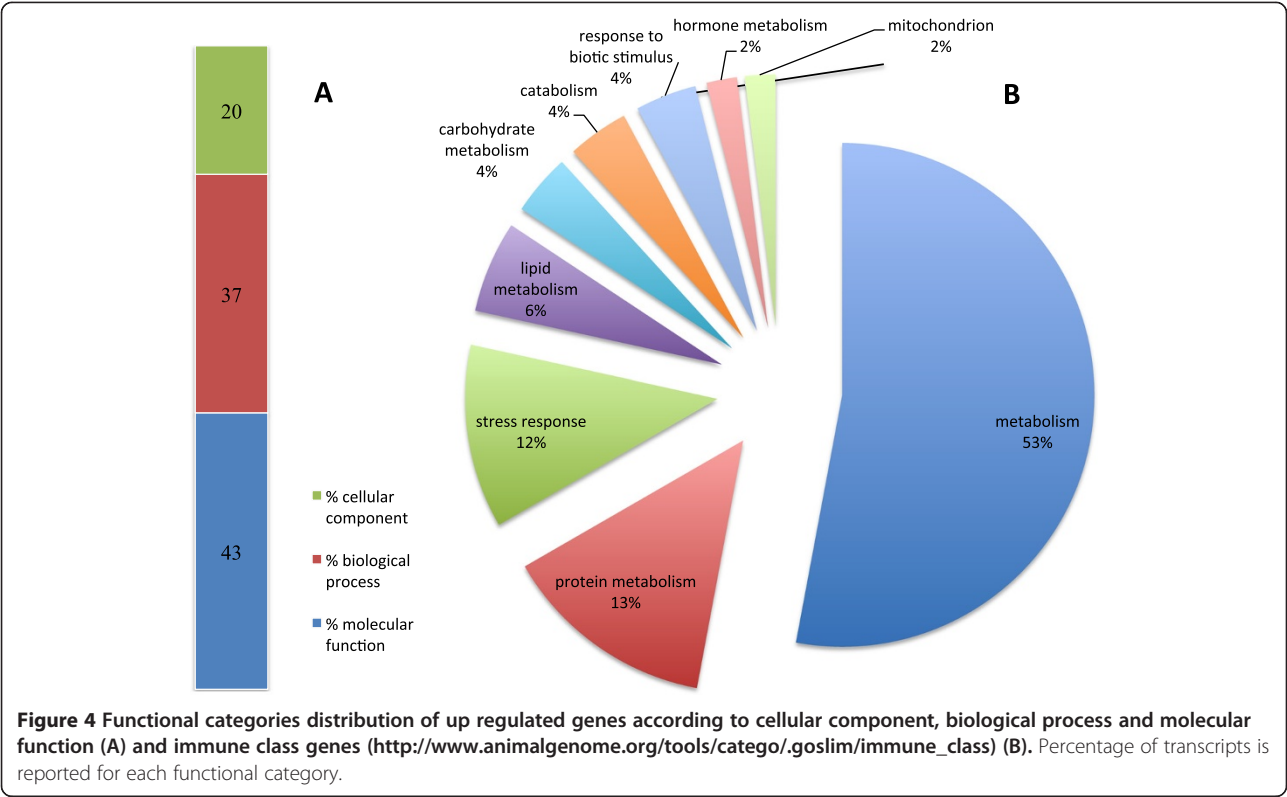 A
20
37
43
% cellular
component
% biological
process
% molecular
function
B
hormone metabolism
2%
mitochondrion
2%
response to
biotic stimulus
4%
catabolism
4%
carbohydrate
metabolism
4%
lipid
metabolism
6%
stress response
12%
protein metabolism
13%
metabolism
53%
Figure 4 Functional categories distribution of up regulated genes according to cellular component, biological process and molecular
function (A) and immune class genes (http://www.animalgenome.org/tools/catego/.goslim/immune_class) (B). Percentage of transcripts is
reported for each functional category.